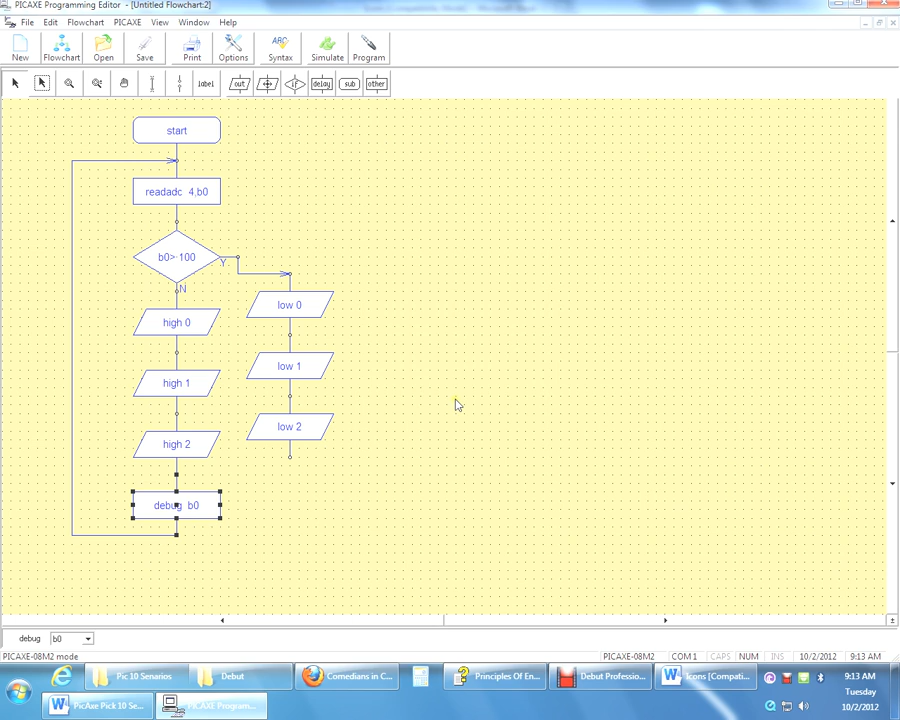 PICAXE Programming Editor - [Untitled Flowchart:2]
File Edit Flowchart PICAXE View Window Help
New Flowchart Open Save Print Options Syntax Simulate Program
ABC
label out if delay sub other
start
readadc 4,b0
b0> 100
Y
N
high 0
low 0
high 1
low 1
high 2
low 2
debug b0
debug b0
PICAXE-08M2 mode
PICAXE-08M2 COM 1 CAPS NUM INS 10/2/2012 9:13 AM
Pic 10 Senarios Debut Comedians in C... Principles Of En... Debut Professio... Icons [Compati...
PicAxe Pick 10 Se... PICAXE Program...
9:13 AM
Tuesday
10/2/2012